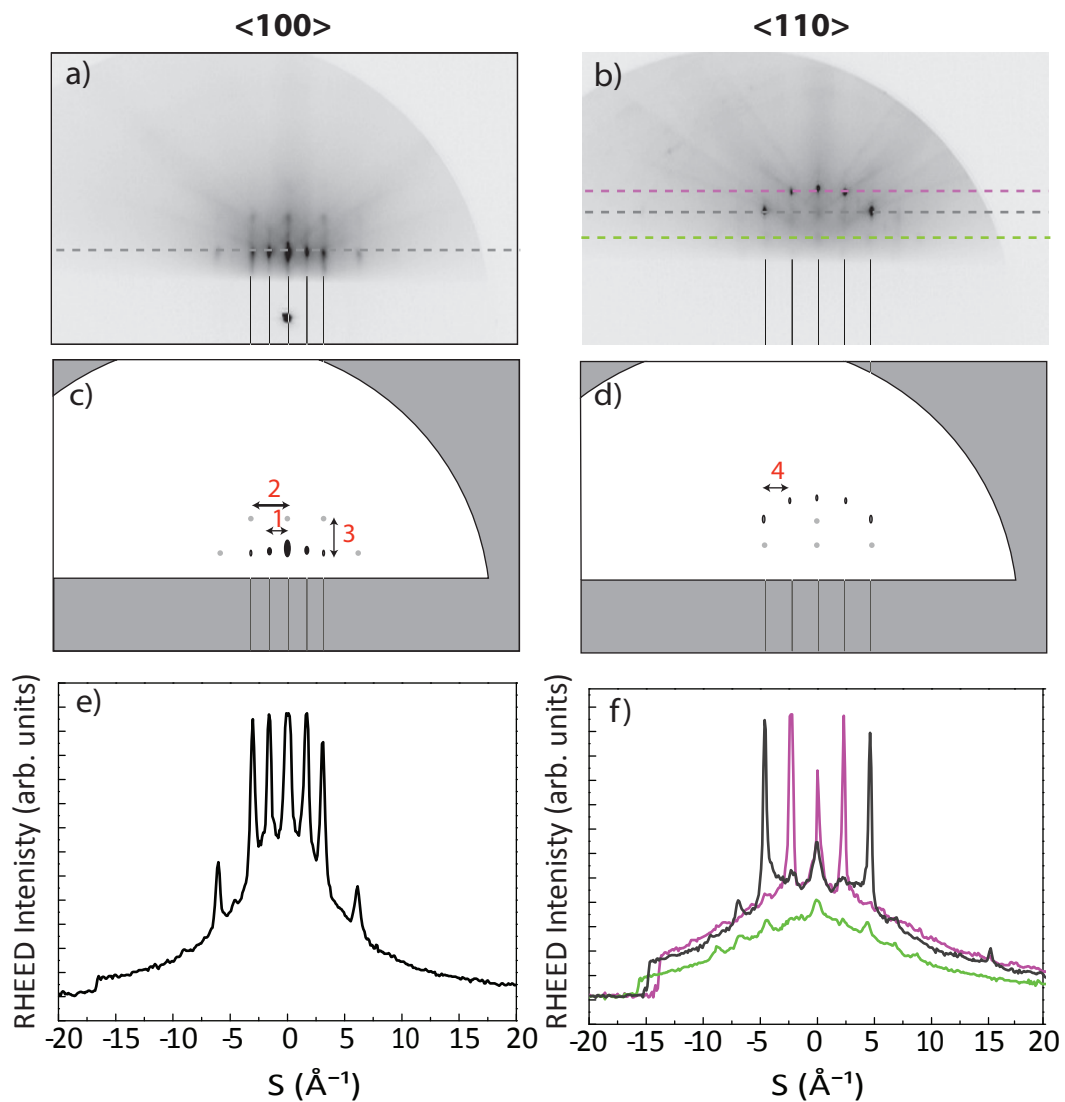 <100>
<110>
a)
b)
c)
2
1
3
d)
4
e)
RHEED Intenisty (arb. units)
-20 -15 -10 -5 0 5 10 15 20
S (Å⁻¹)
f)
RHEED Intenisty (arb. units)
-20 -15 -10 -5 0 5 10 15 20
S (Å⁻¹)